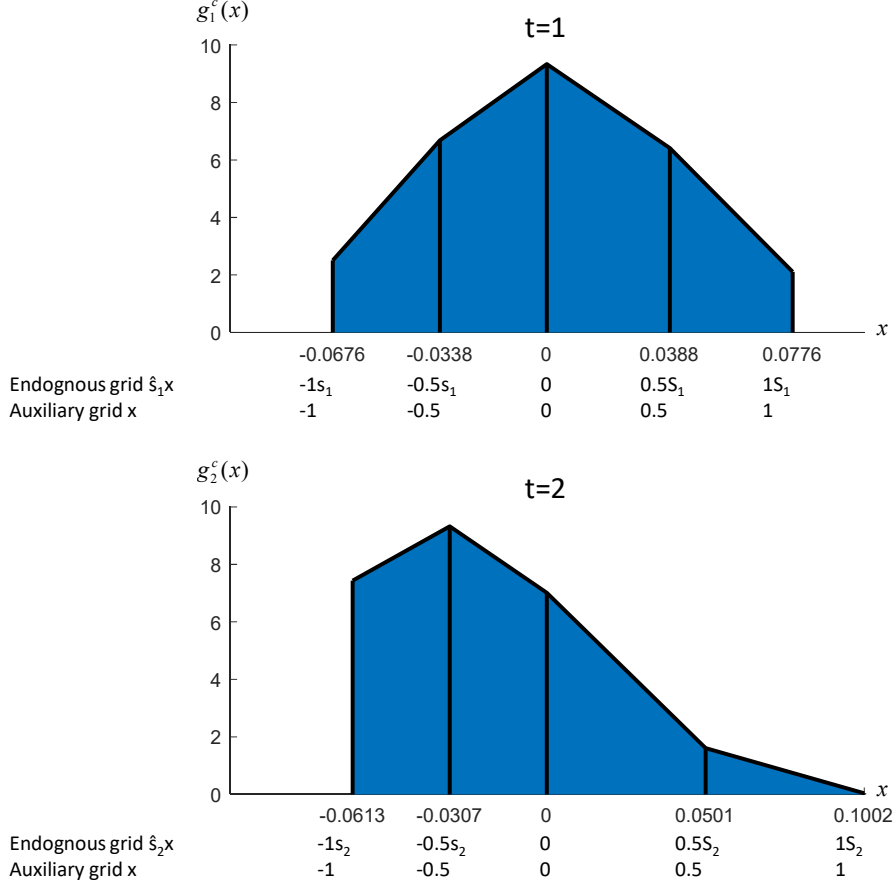 g₁ᶜ(x)
t=1
10
8
6
4
2
0
x
-0.0676 -0.0338 0 0.0388 0.0776
Endognous grid ŝ₁x -1s₁ -0.5s₁ 0 0.5S₁ 1S₁
Auxiliary grid x -1 -0.5 0 0.5 1
g₂ᶜ(x)
t=2
10
8
6
4
2
0
x
-0.0613 -0.0307 0 0.0501 0.1002
Endognous grid ŝ₂x -1s₂ -0.5s₂ 0 0.5S₂ 1S₂
Auxiliary grid x -1 -0.5 0 0.5 1